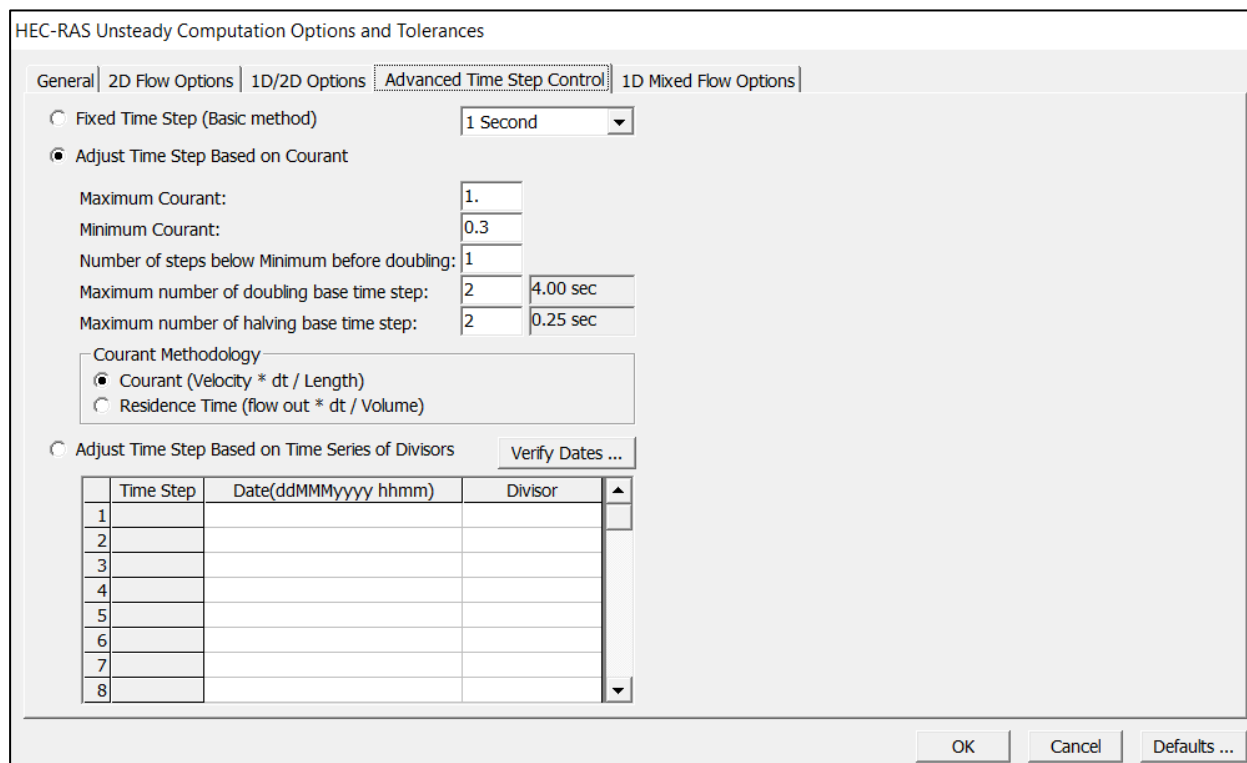 HEC-RAS Unsteady Computation Options and Tolerances
General 2D Flow Options 1D/2D Options Advanced Time Step Control 1D Mixed Flow Options
Fixed Time Step (Basic method) 1 Second
Adjust Time Step Based on Courant
Maximum Courant: 1.
Minimum Courant: 0.3
Number of steps below Minimum before doubling: 1
Maximum number of doubling base time step: 2 4.00 sec
Maximum number of halving base time step: 2 0.25 sec
Courant Methodology
Courant (Velocity * dt / Length)
Residence Time (flow out * dt / Volume)
Adjust Time Step Based on Time Series of Divisors Verify Dates ...
Time Step Date(ddMMMyyyy hhmm) Divisor
1
2
3
4
5
6
7
8
OK Cancel Defaults ...